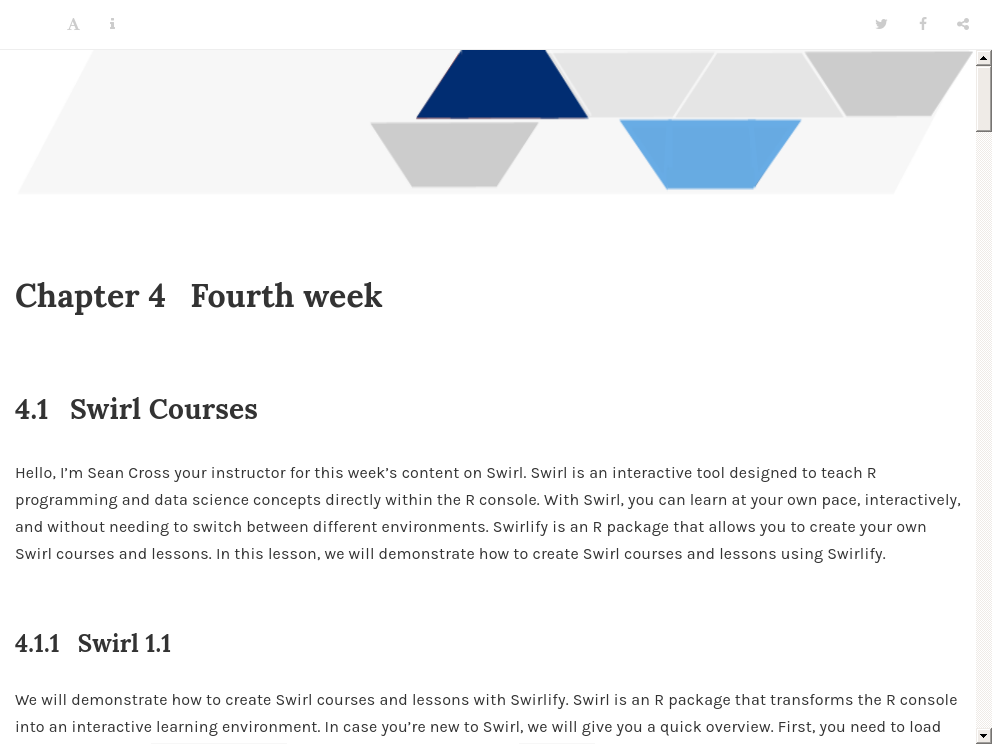 Chapter 4 Fourth week
4.1 Swirl Courses
Hello, I’m Sean Cross your instructor for this week’s content on Swirl. Swirl is an interactive tool designed to teach R
programming and data science concepts directly within the R console. With Swirl, you can learn at your own pace, interactively,
and without needing to switch between different environments. Swirlify is an R package that allows you to create your own
Swirl courses and lessons. In this lesson, we will demonstrate how to create Swirl courses and lessons using Swirlify.
4.1.1 Swirl 1.1
We will demonstrate how to create Swirl courses and lessons with Swirlify. Swirl is an R package that transforms the R console
into an interactive learning environment. In case you’re new to Swirl, we will give you a quick overview. First, you need to load